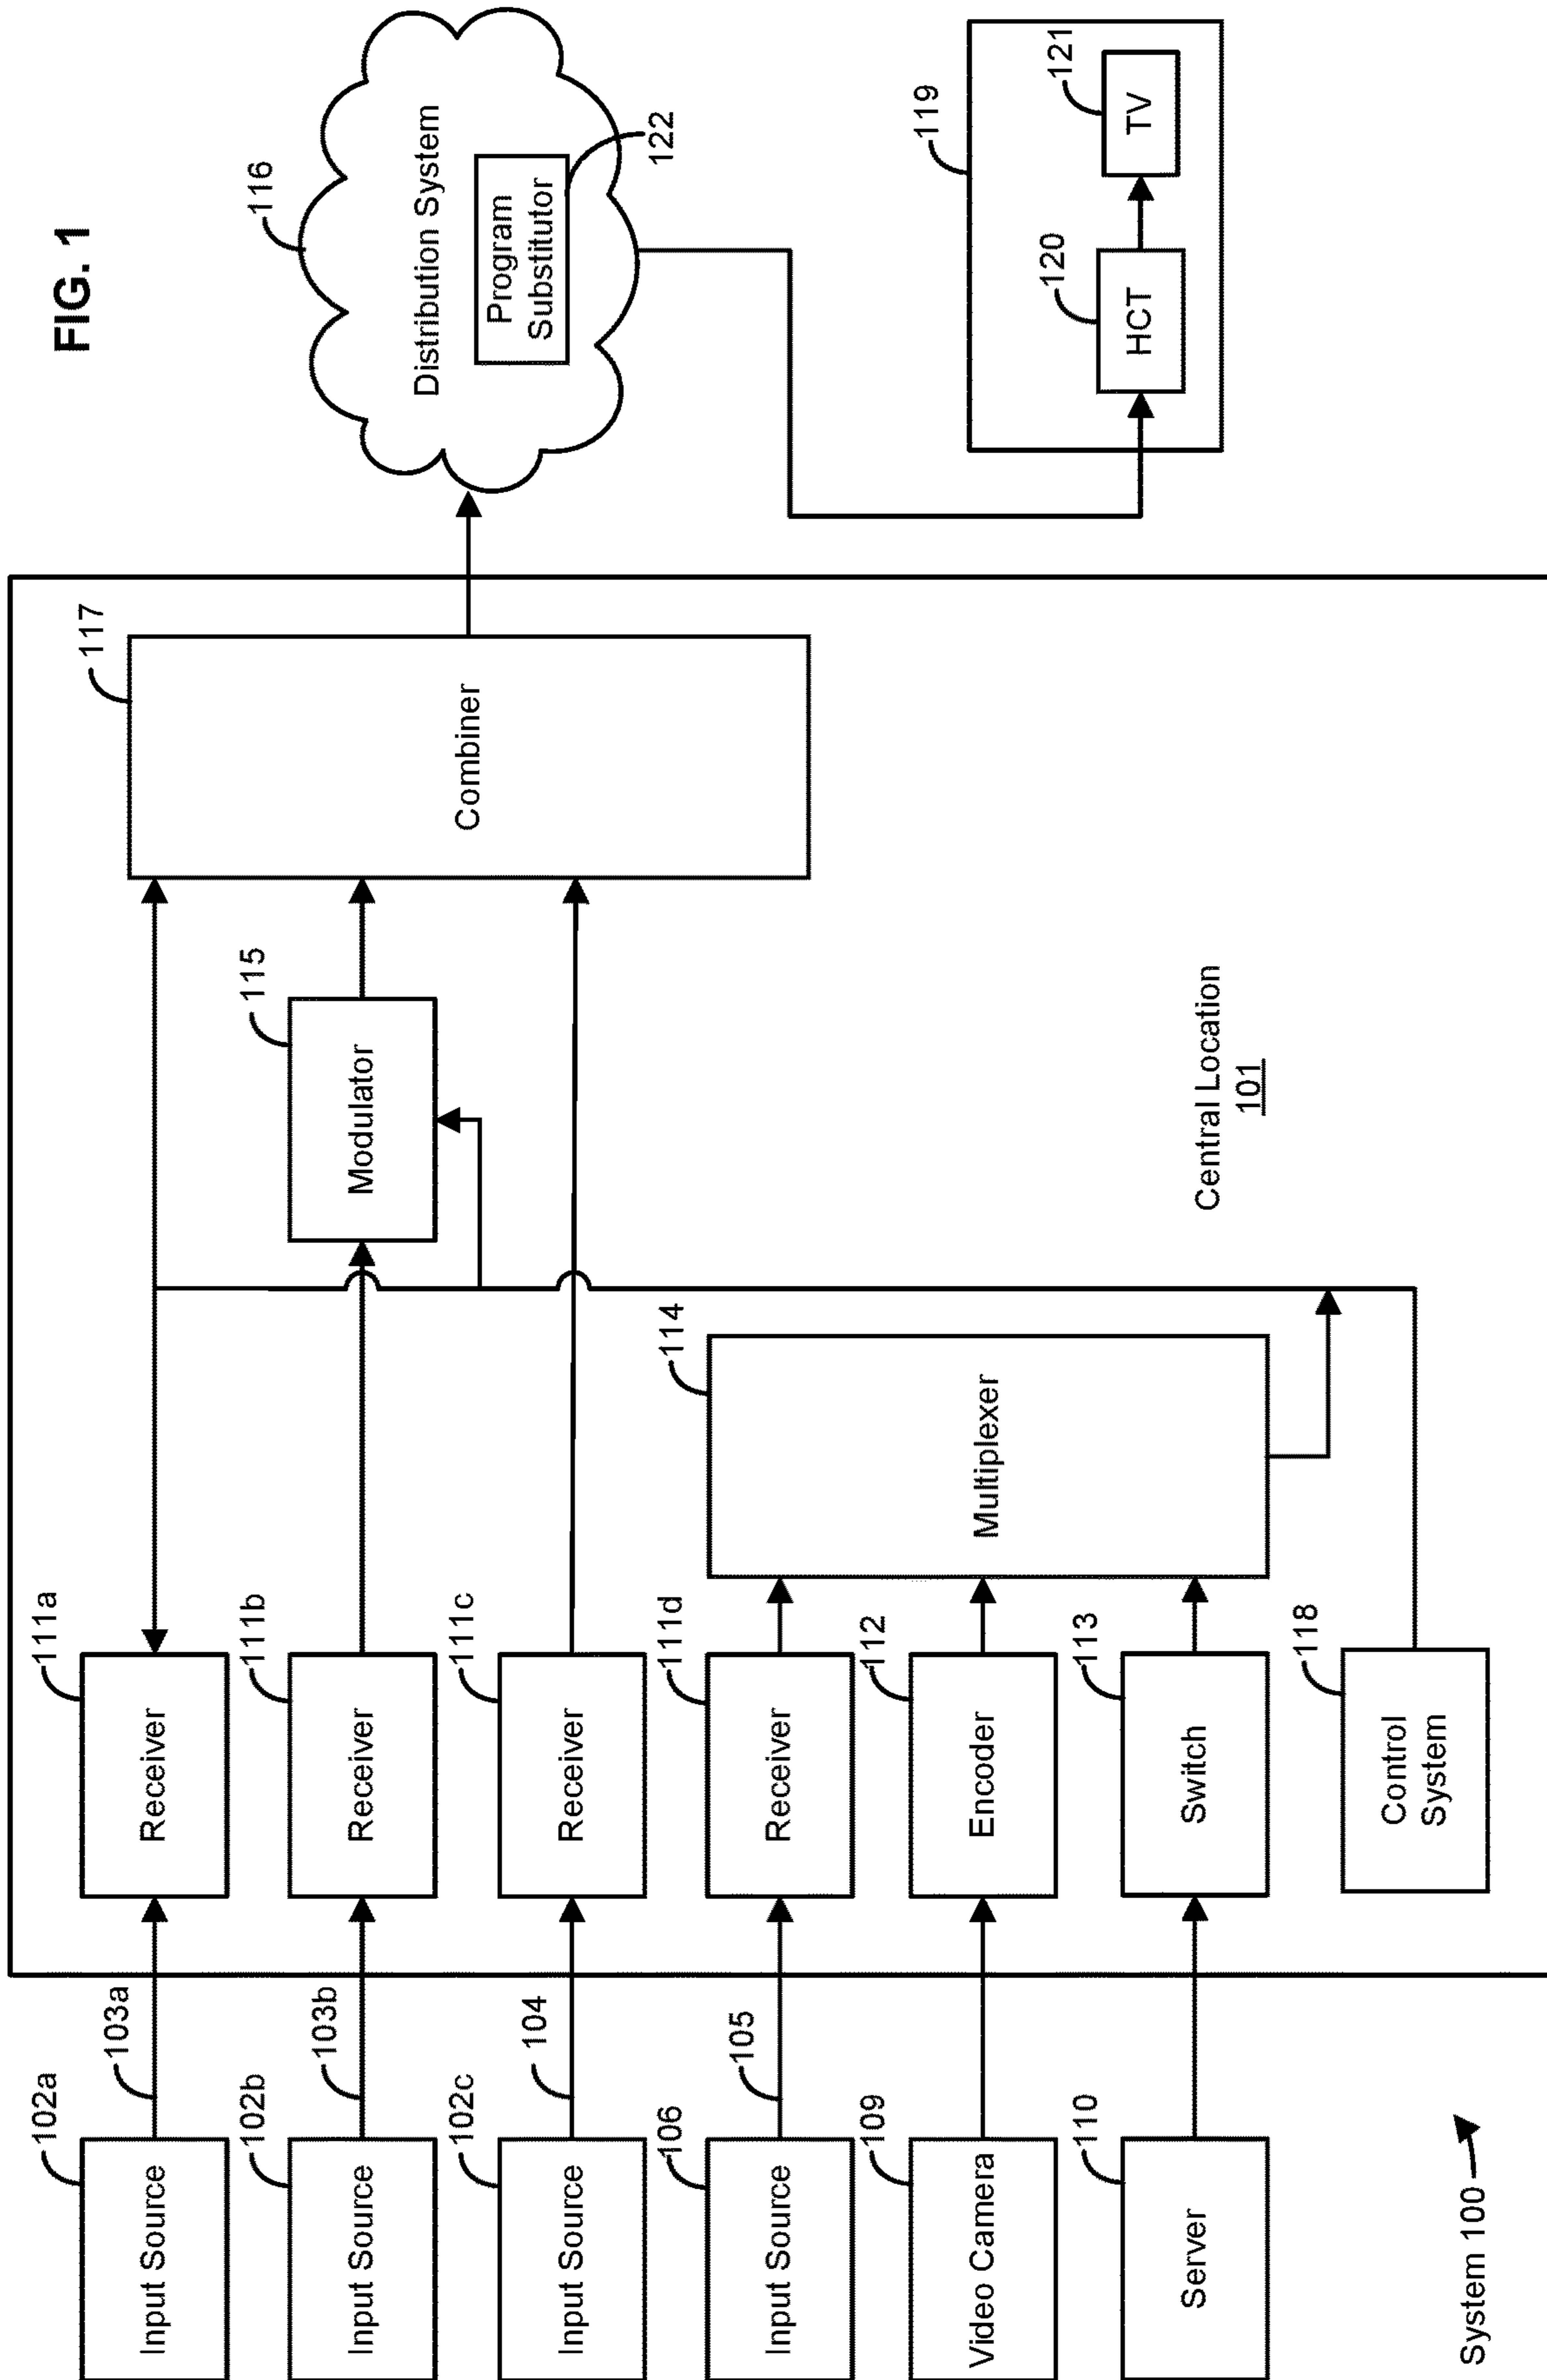 FIG. 1
102a
Input Source
103a
111a
Receiver
102b
Input Source
103b
111b
Receiver
115
Modulator
102c
Input Source
104
111c
Receiver
117
Combiner
106
Input Source
105
111d
Receiver
114
Multiplexer
109
Video Camera
112
Encoder
110
Server
113
Switch
118
Control
System
Central Location
101
116
Distribution System
Program
Substitutor
122
119
120
HCT
121
TV
System 100